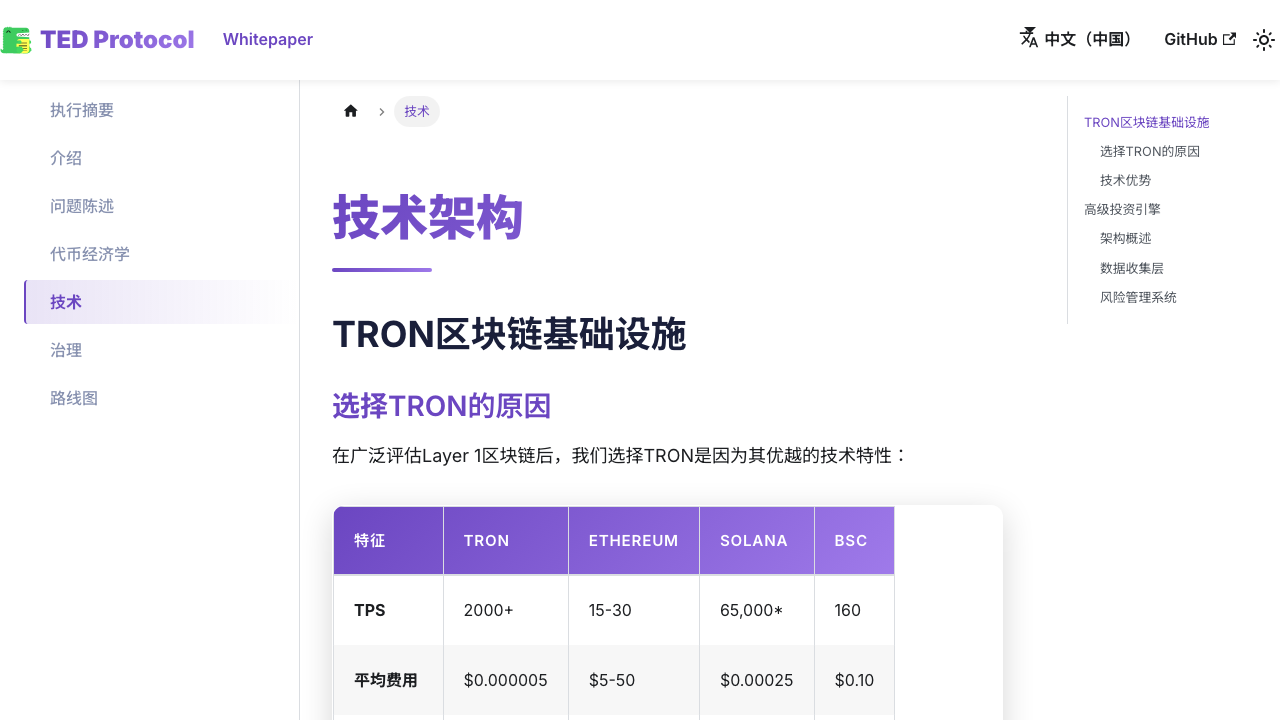 TED Protocol
Whitepaper
中文（中国）
GitHub
执行摘要
介绍
问题陈述
代币经济学
技术
治理
路线图
技术
技术架构
TRON区块链基础设施
选择TRON的原因
在广泛评估Layer 1区块链后，我们选择TRON是因为其优越的技术特性：
特征 TRON ETHEREUM SOLANA BSC
TPS 2000+ 15-30 65,000* 160
平均费用 $0.000005 $5-50 $0.00025 $0.10
TRON区块链基础设施
选择TRON的原因
技术优势
高级投资引擎
架构概述
数据收集层
风险管理系统